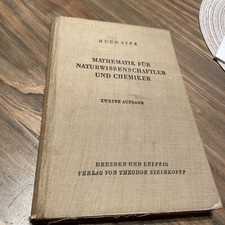 HUGO SIRK
MATHEMATIK FÜR
NATURWISSENSCHAFTLER
UND CHEMIKER
ZWEITE AUFLAGE
DRESDEN UND LEIPZIG
VERLAG VON THEODOR STEINKOPFF